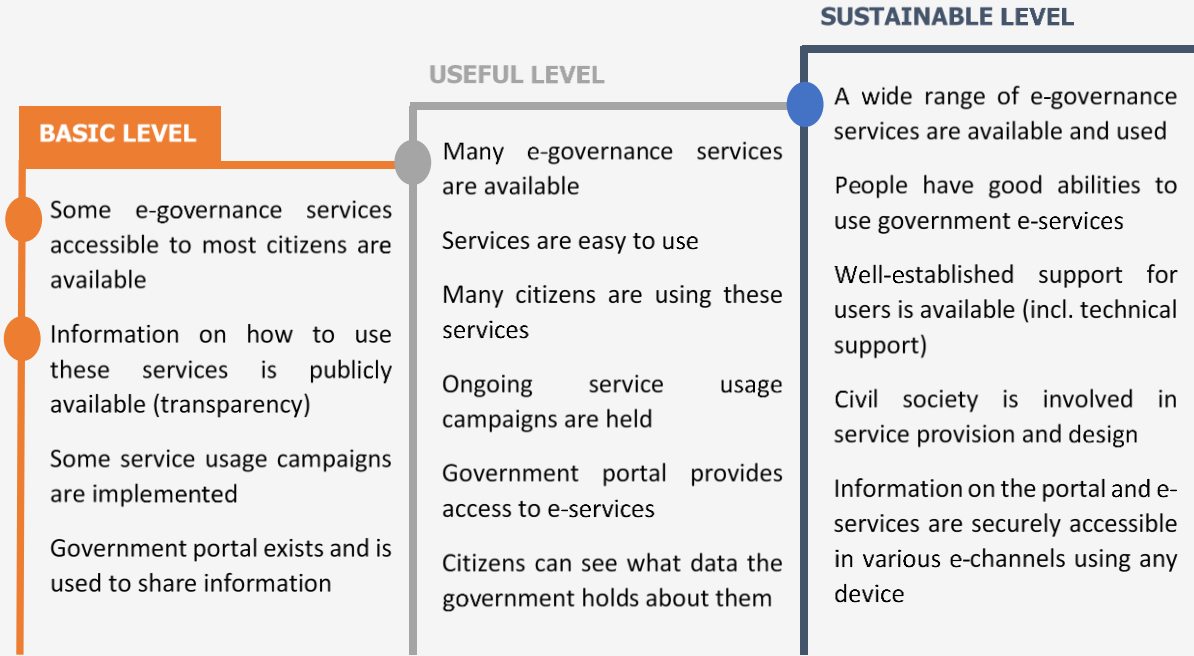 BASIC LEVEL
Some e-governance services
accessible to most citizens are
available
Information on how to use
these services is publicly
available (transparency)
Some service usage campaigns
are implemented
Government portal exists and is
used to share information
USEFUL LEVEL
Many e-governance services
are available
Services are easy to use
Many citizens are using these
services
Ongoing service usage
campaigns are held
Government portal provides
access to e-services
Citizens can see what data the
government holds about them
SUSTAINABLE LEVEL
A wide range of e-governance
services are available and used
People have good abilities to
use government e-services
Well-established support for
users is available (incl. technical
support)
Civil society is involved in
service provision and design
Information on the portal and e-
services are securely accessible
in various e-channels using any
device